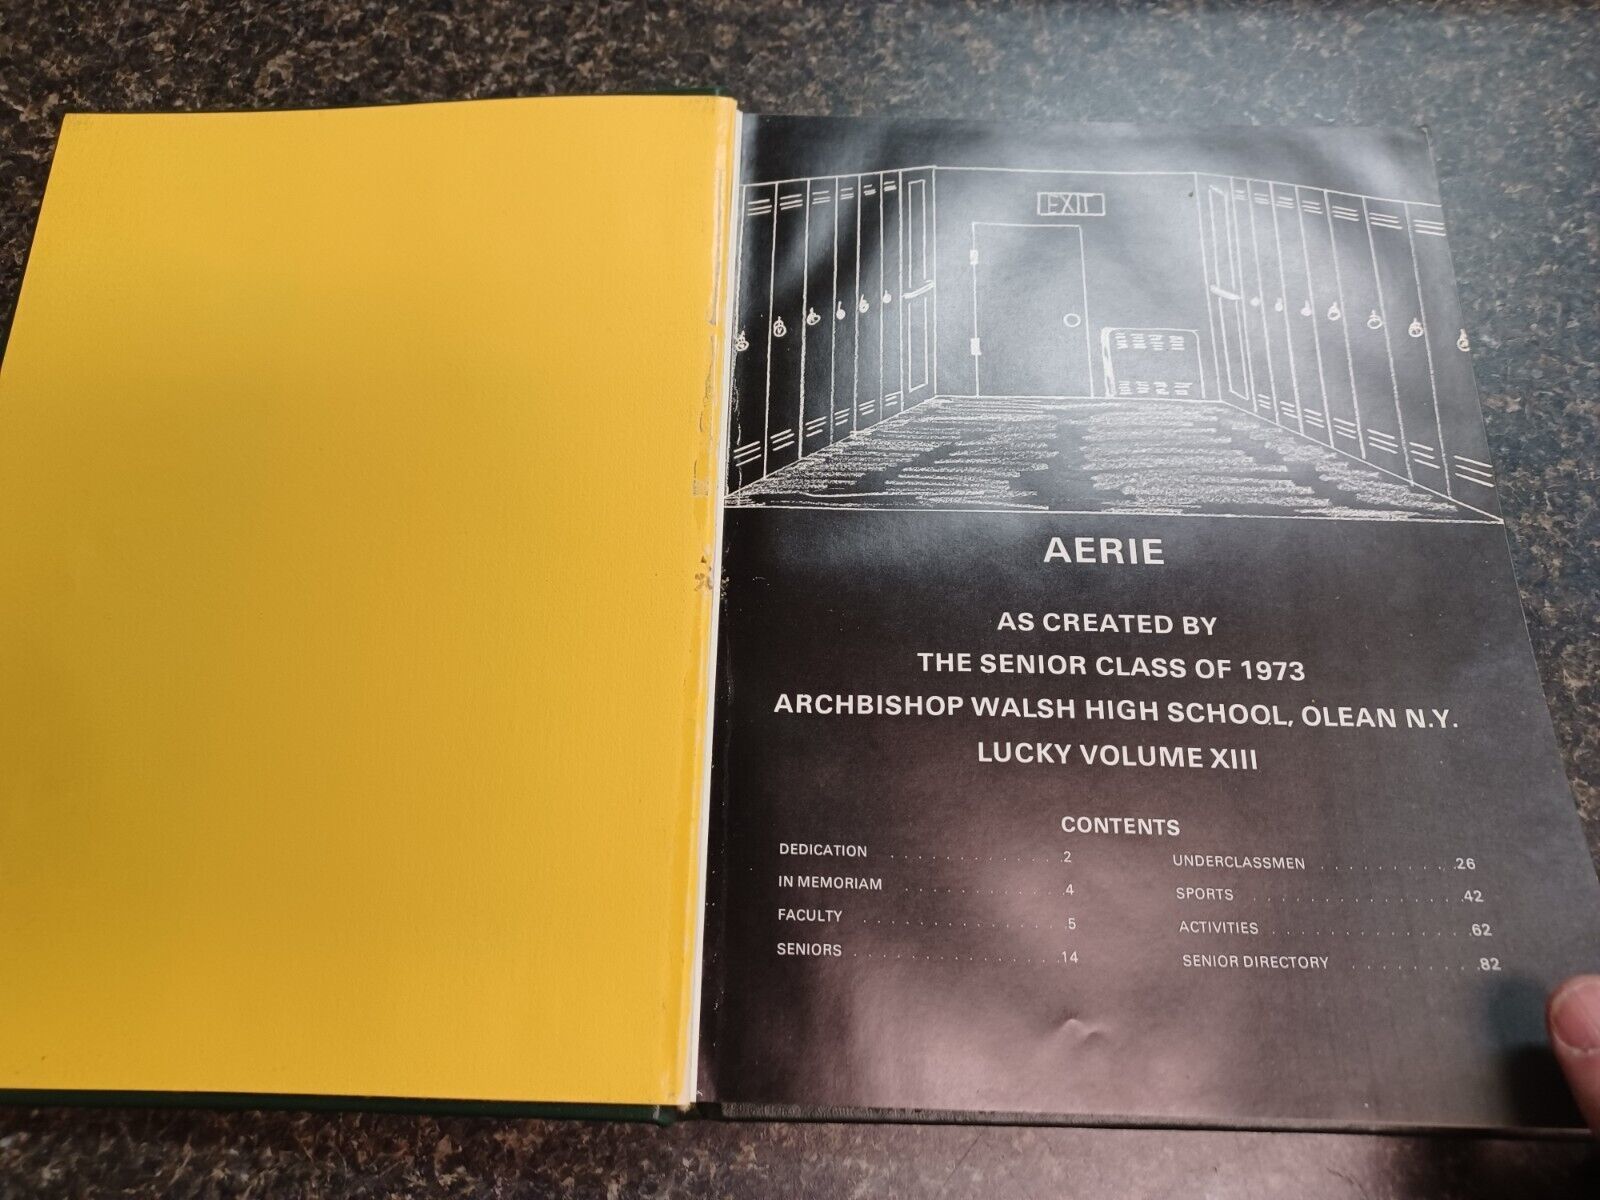 EXIT
AERIE
AS CREATED BY
THE SENIOR CLASS OF 1973
ARCHBISHOP WALSH HIGH SCHOOL, OLEAN N.Y.
LUCKY VOLUME XIII
CONTENTS
DEDICATION . . . . . . . . . . . . .2
IN MEMORIAM . . . . . . . . . . . .4
FACULTY . . . . . . . . . . . . . . .5
SENIORS . . . . . . . . . . . . . . .14
UNDERCLASSMEN . . . . . . . . . .26
SPORTS . . . . . . . . . . . . . . .42
ACTIVITIES . . . . . . . . . . . . . .62
SENIOR DIRECTORY . . . . . . . . .82